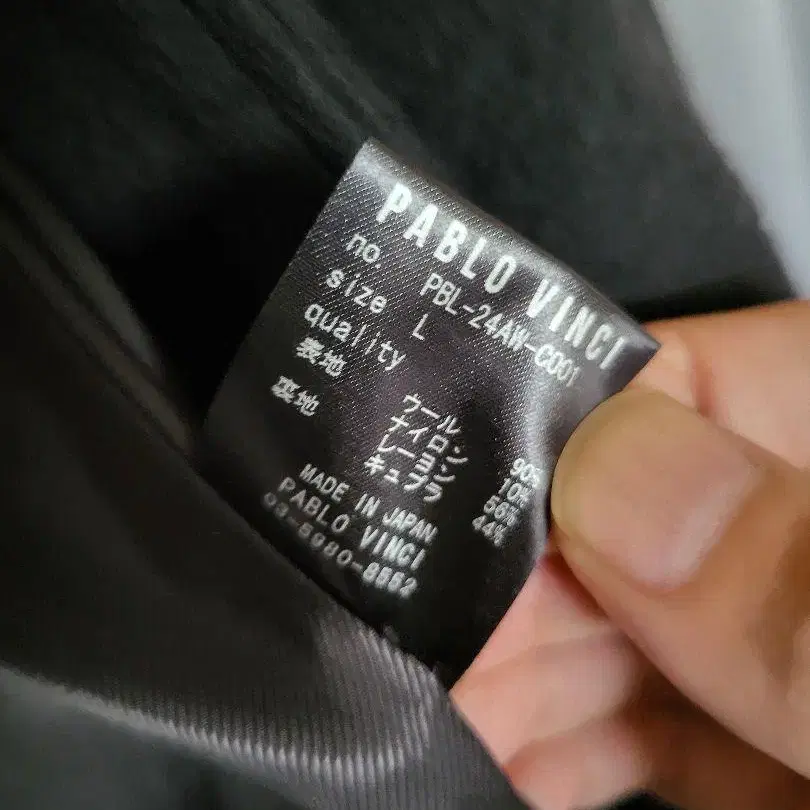 PABLO VINCI
no. PBL-24AW-C001
size L
quality
表地 ウール 90%
ナイロン 10%
裏地 レーヨン 56%
キュプラ 44%
MADE IN JAPAN
PABLO VINCI